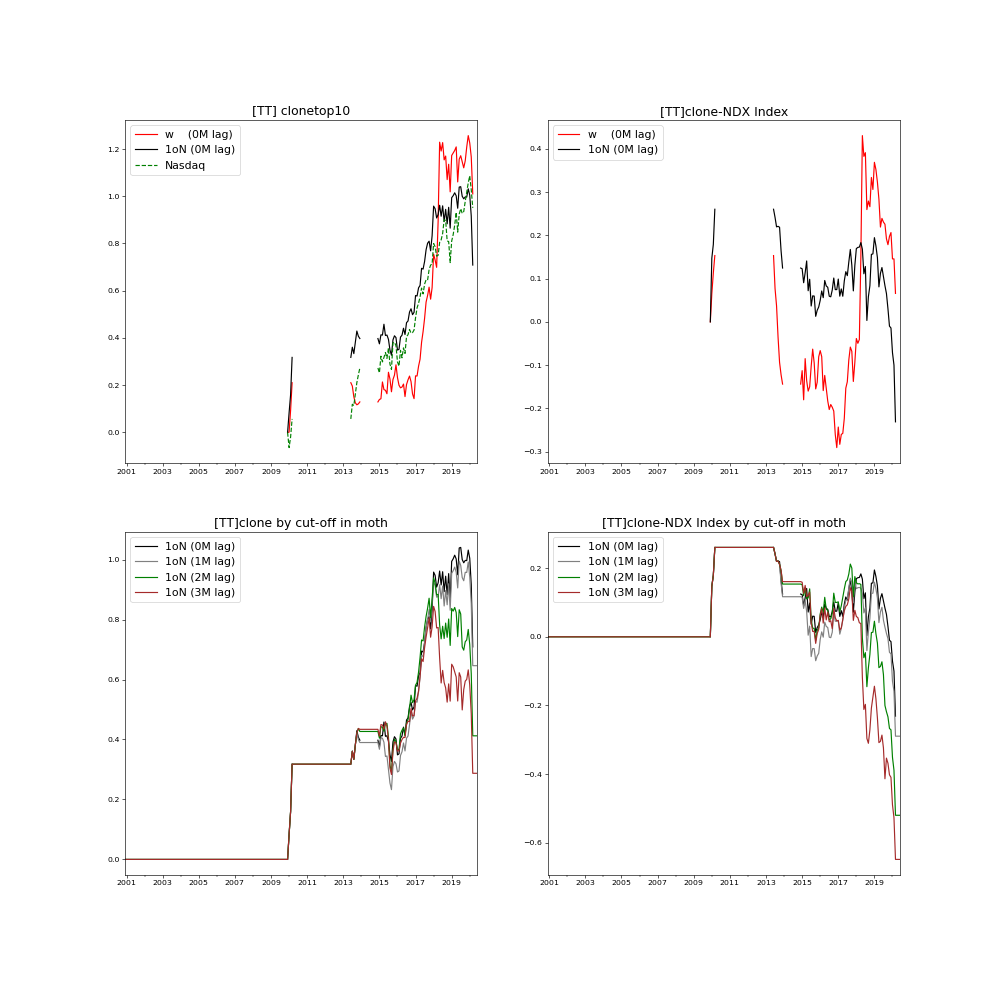 [TT] clonetop10
w (0M lag)
1oN (0M lag)
Nasdaq
1.2
1.0
0.8
0.6
0.4
0.2
0.0
2001 2003 2005 2007 2009 2011 2013 2015 2017 2019
[TT]clone-NDX Index
w (0M lag)
1oN (0M lag)
0.4
0.3
0.2
0.1
0.0
−0.1
−0.2
−0.3
2001 2003 2005 2007 2009 2011 2013 2015 2017 2019
[TT]clone by cut-off in moth
1oN (0M lag)
1oN (1M lag)
1oN (2M lag)
1oN (3M lag)
1.0
0.8
0.6
0.4
0.2
0.0
2001 2003 2005 2007 2009 2011 2013 2015 2017 2019
[TT]clone-NDX Index by cut-off in moth
1oN (0M lag)
1oN (1M lag)
1oN (2M lag)
1oN (3M lag)
0.2
0.0
−0.2
−0.4
−0.6
2001 2003 2005 2007 2009 2011 2013 2015 2017 2019